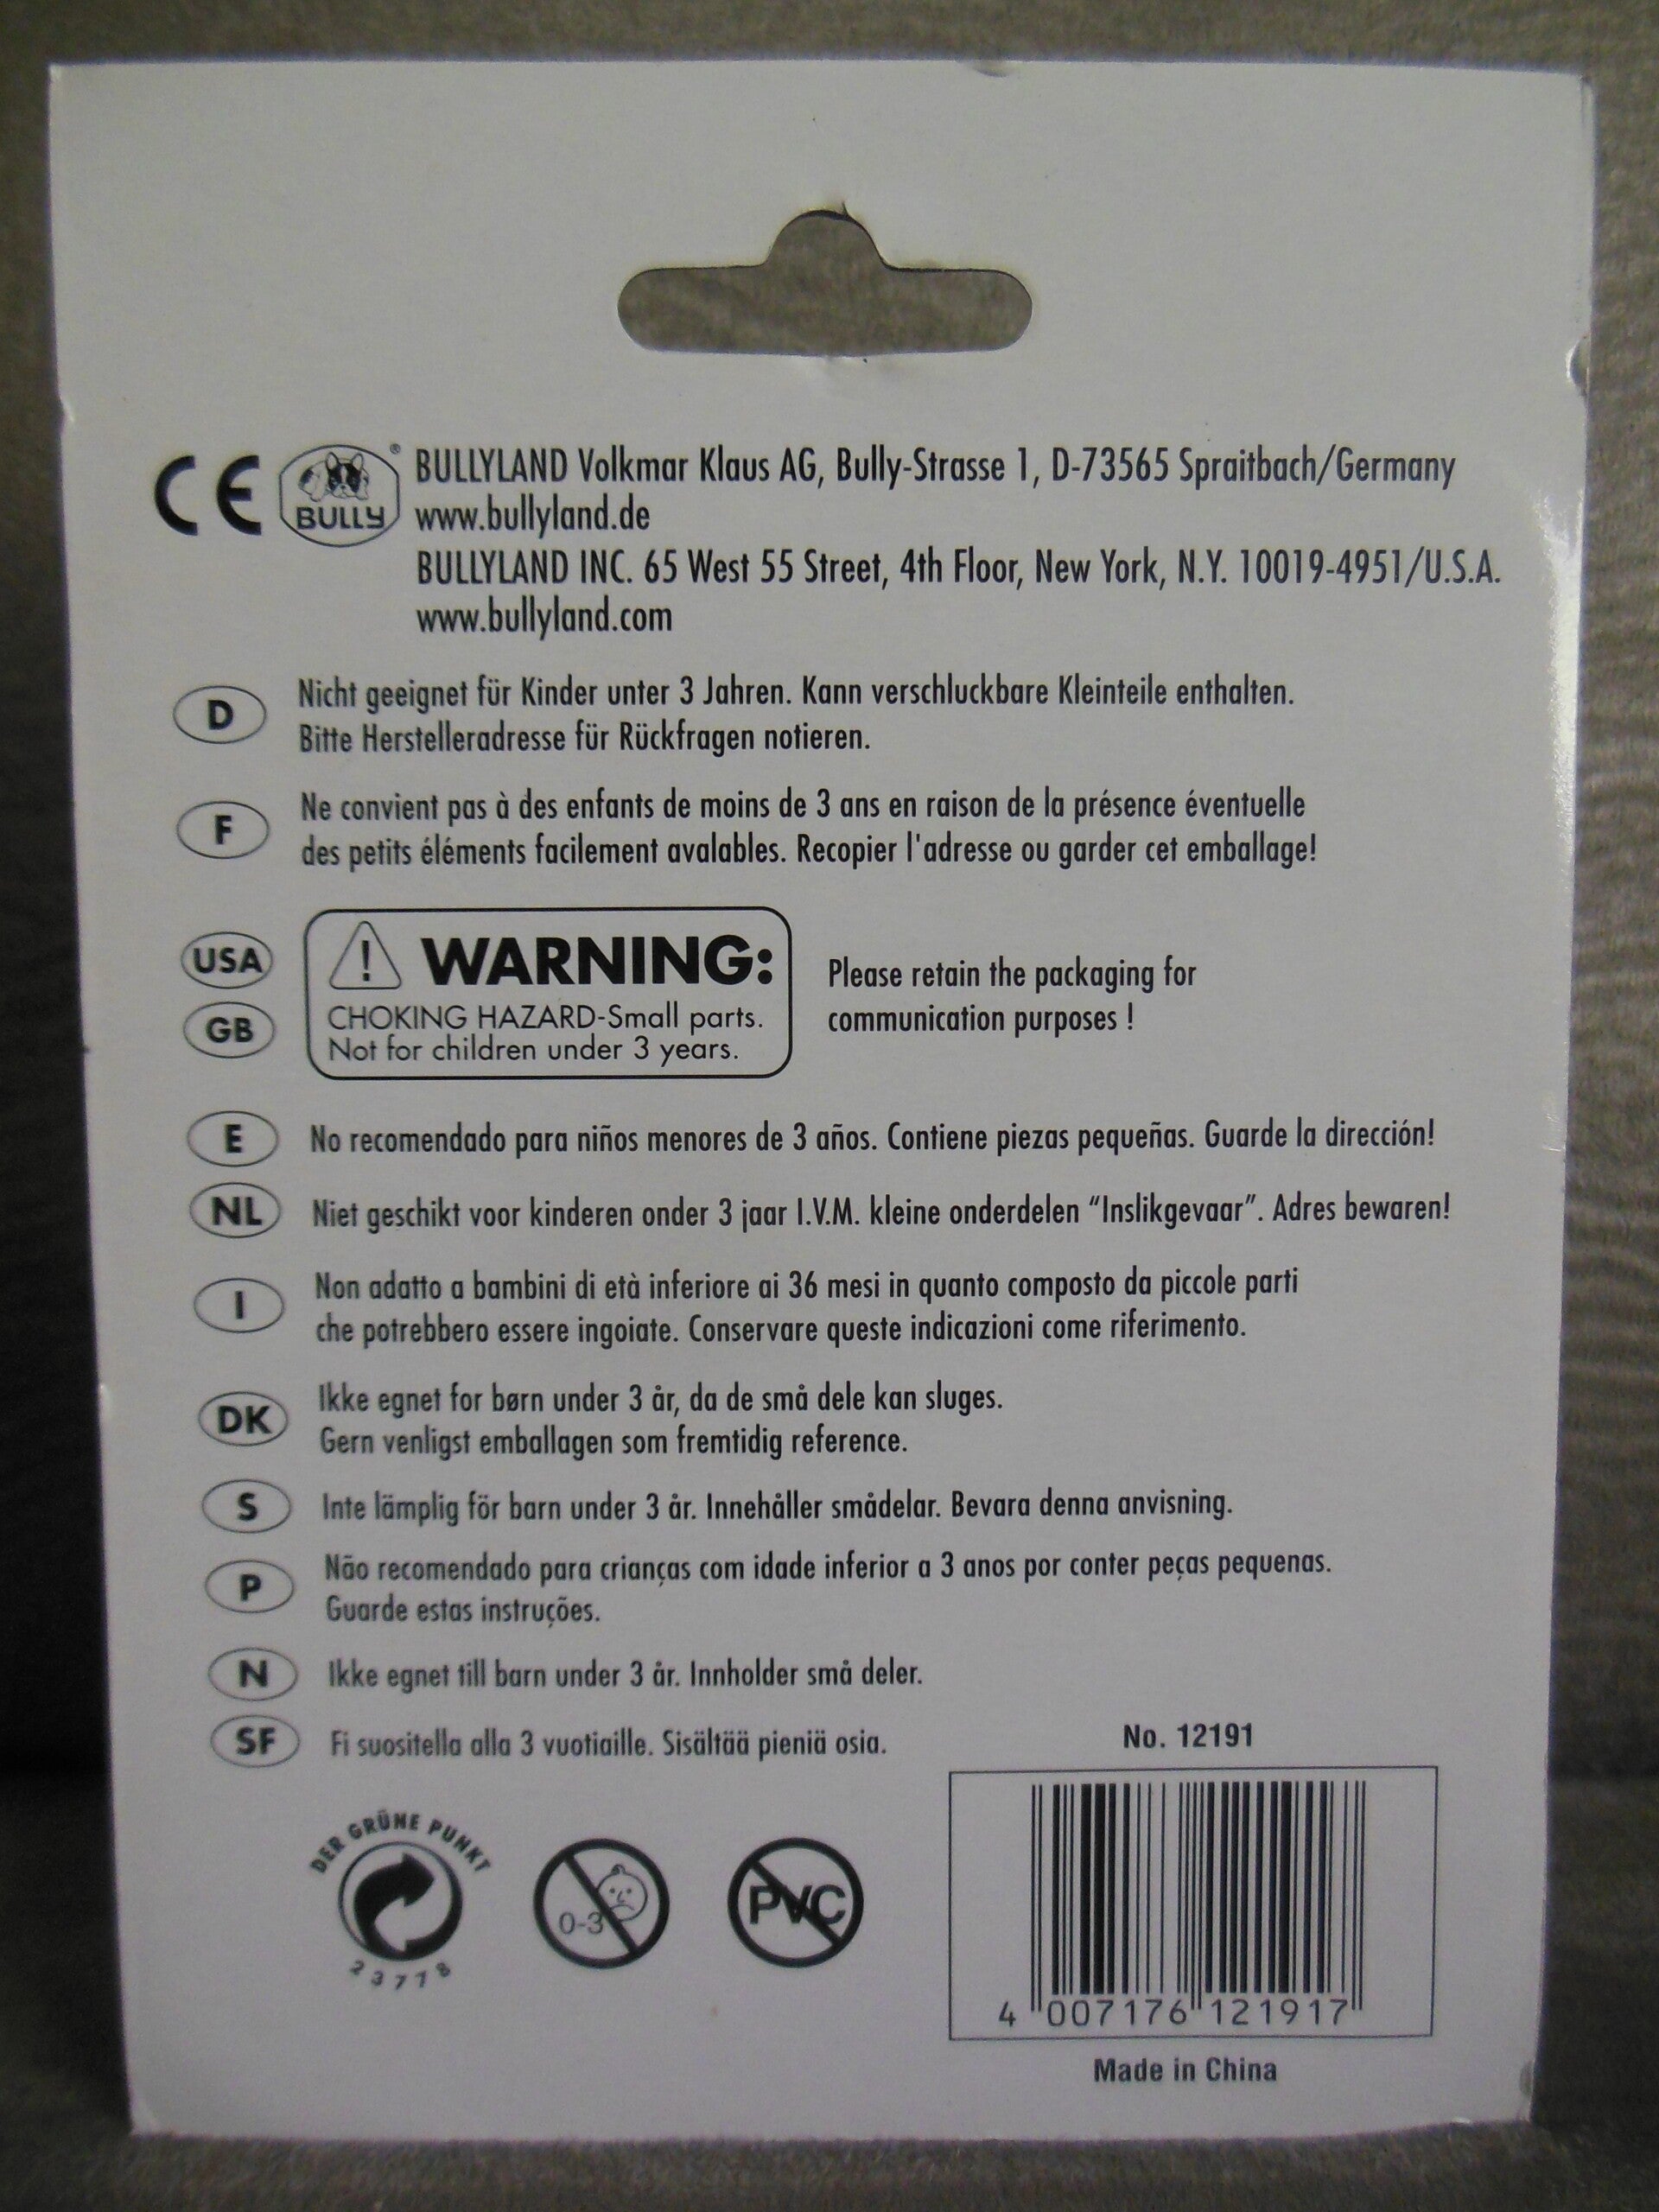 CE BULLY ® BULLYLAND Volkmar Klaus AG, Bully-Strasse 1, D-73565 Spraitbach/Germany
www.bullyland.de
BULLYLAND INC. 65 West 55 Street, 4th Floor, New York, N.Y. 10019-4951/U.S.A.
www.bullyland.com
D Nicht geeignet für Kinder unter 3 Jahren. Kann verschluckbare Kleinteile enthalten.
Bitte Herstelleradresse für Rückfragen notieren.
F Ne convient pas à des enfants de moins de 3 ans en raison de la présence éventuelle
des petits éléments facilement avalables. Recopier l'adresse ou garder cet emballage!
USA
GB
! WARNING:
CHOKING HAZARD-Small parts.
Not for children under 3 years.
Please retain the packaging for
communication purposes !
E No recomendado para niños menores de 3 años. Contiene piezas pequeñas. Guarde la dirección!
NL Niet geschikt voor kinderen onder 3 jaar I.V.M. kleine onderdelen “Inslikgevaar”. Adres bewaren!
I Non adatto a bambini di età inferiore ai 36 mesi in quanto composto da piccole parti
che potrebbero essere ingoiate. Conservare queste indicazioni come riferimento.
DK Ikke egnet for børn under 3 år, da de små dele kan sluges.
Gern venligst emballagen som fremtidig reference.
S Inte lämplig för barn under 3 år. Innehåller smådelar. Bevara denna anvisning.
P Não recomendado para crianças com idade inferior a 3 anos por conter peças pequenas.
Guarde estas instruções.
N Ikke egnet till barn under 3 år. Innholder små deler.
SF Fi suositella alla 3 vuotiaille. Sisältää pieniä osia.
No. 12191
DER GRÜNE PUNKT
23778
0-3
PVC
4 007176 121917
Made in China